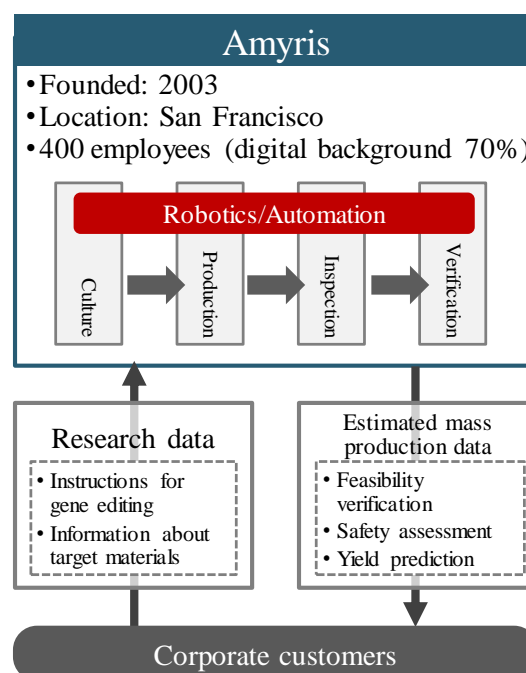 Amyris
•Founded: 2003
•Location: San Francisco
•400 employees (digital background 70%)
Robotics/Automation
Culture
Production
Inspection
Verification
Research data
• Instructions for
gene editing
• Information about
target materials
Estimated mass
production data
• Feasibility
verification
• Safety assessment
• Yield prediction
Corporate customers